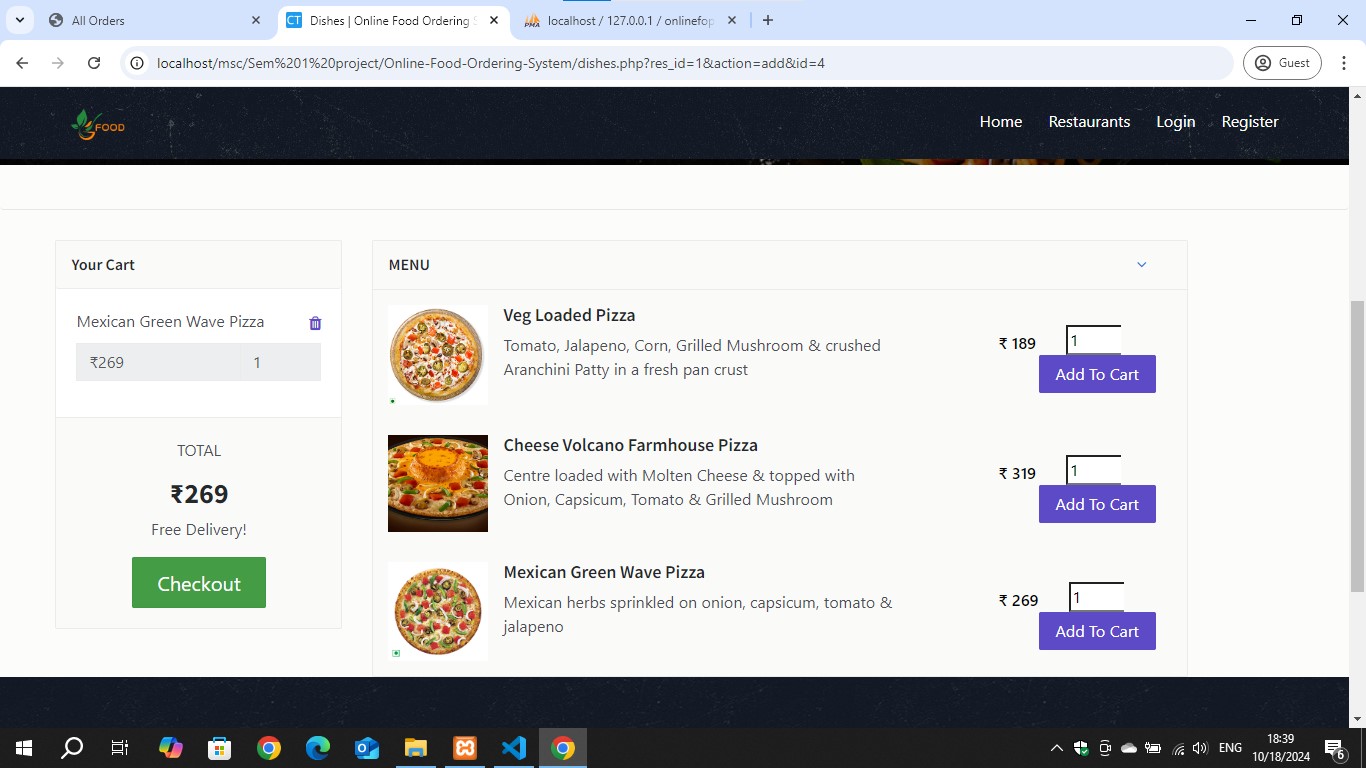 All Orders
CT
Dishes | Online Food Ordering S
PMA
localhost / 127.0.0.1 / onlinefop
localhost/msc/Sem%201%20project/Online-Food-Ordering-System/dishes.php?res_id=1&action=add&id=4
Guest
FOOD
Home
Restaurants
Login
Register
Your Cart
Mexican Green Wave Pizza
₹269
1
TOTAL
₹269
Free Delivery!
Checkout
MENU
Veg Loaded Pizza
Tomato, Jalapeno, Corn, Grilled Mushroom & crushed
Aranchini Patty in a fresh pan crust
₹ 189
1
Add To Cart
Cheese Volcano Farmhouse Pizza
Centre loaded with Molten Cheese & topped with
Onion, Capsicum, Tomato & Grilled Mushroom
₹ 319
1
Add To Cart
Mexican Green Wave Pizza
Mexican herbs sprinkled on onion, capsicum, tomato &
jalapeno
₹ 269
1
Add To Cart
ENG
18:39
10/18/2024
6